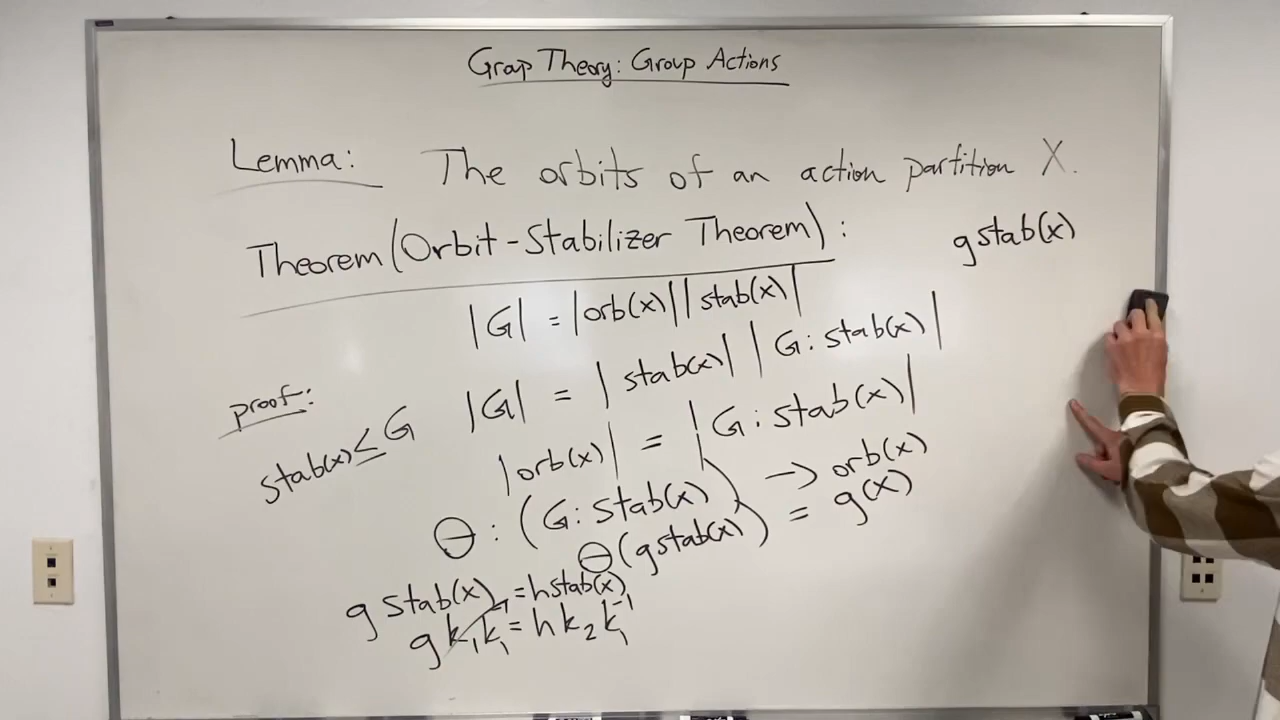 Grap Theory: Group Actions
Lemma: The orbits of an action partition X.
Theorem (Orbit-Stabilizer Theorem):
gstab(x)
|G| = |orb(x)||stab(x)|
proof:
stab(x) ≤ G
|G| = |stab(x)| |G:stab(x)|
|orb(x)| = |G:stab(x)|
θ: (G:stab(x)) → orb(x)
θ(gstab(x)) = g(x)
gstab(x) = hstab(x)
gk₁k₁⁻¹ = hk₂k₁⁻¹